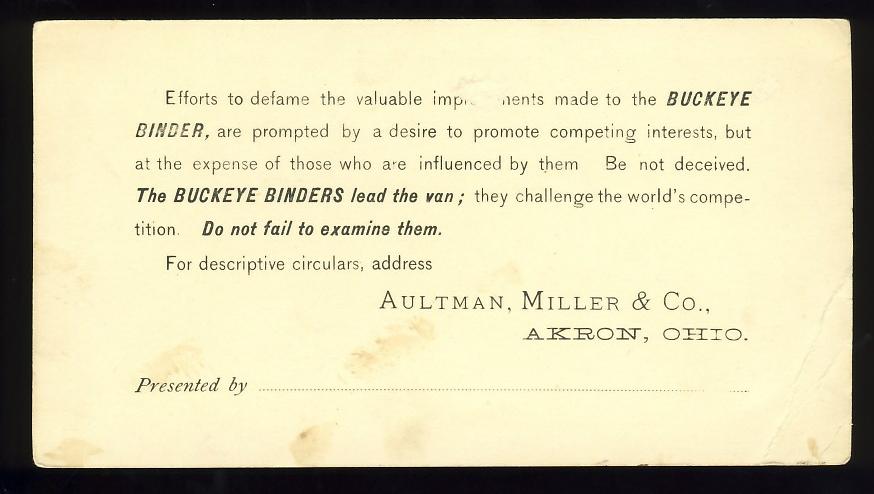 Efforts to defame the valuable made to the BUCKEYE
BINDER, are prompted by a desire to promote competing interests, but
at the expense of those who are influenced by them Be not deceived.
The BUCKEYE BINDERS lead the van; they challenge the world's compe-
tition. Do not fail to examine them.
For descriptive circulars, address
AULTMAN, MILLER & CO.,
AKRON, OHIO.
Presented by